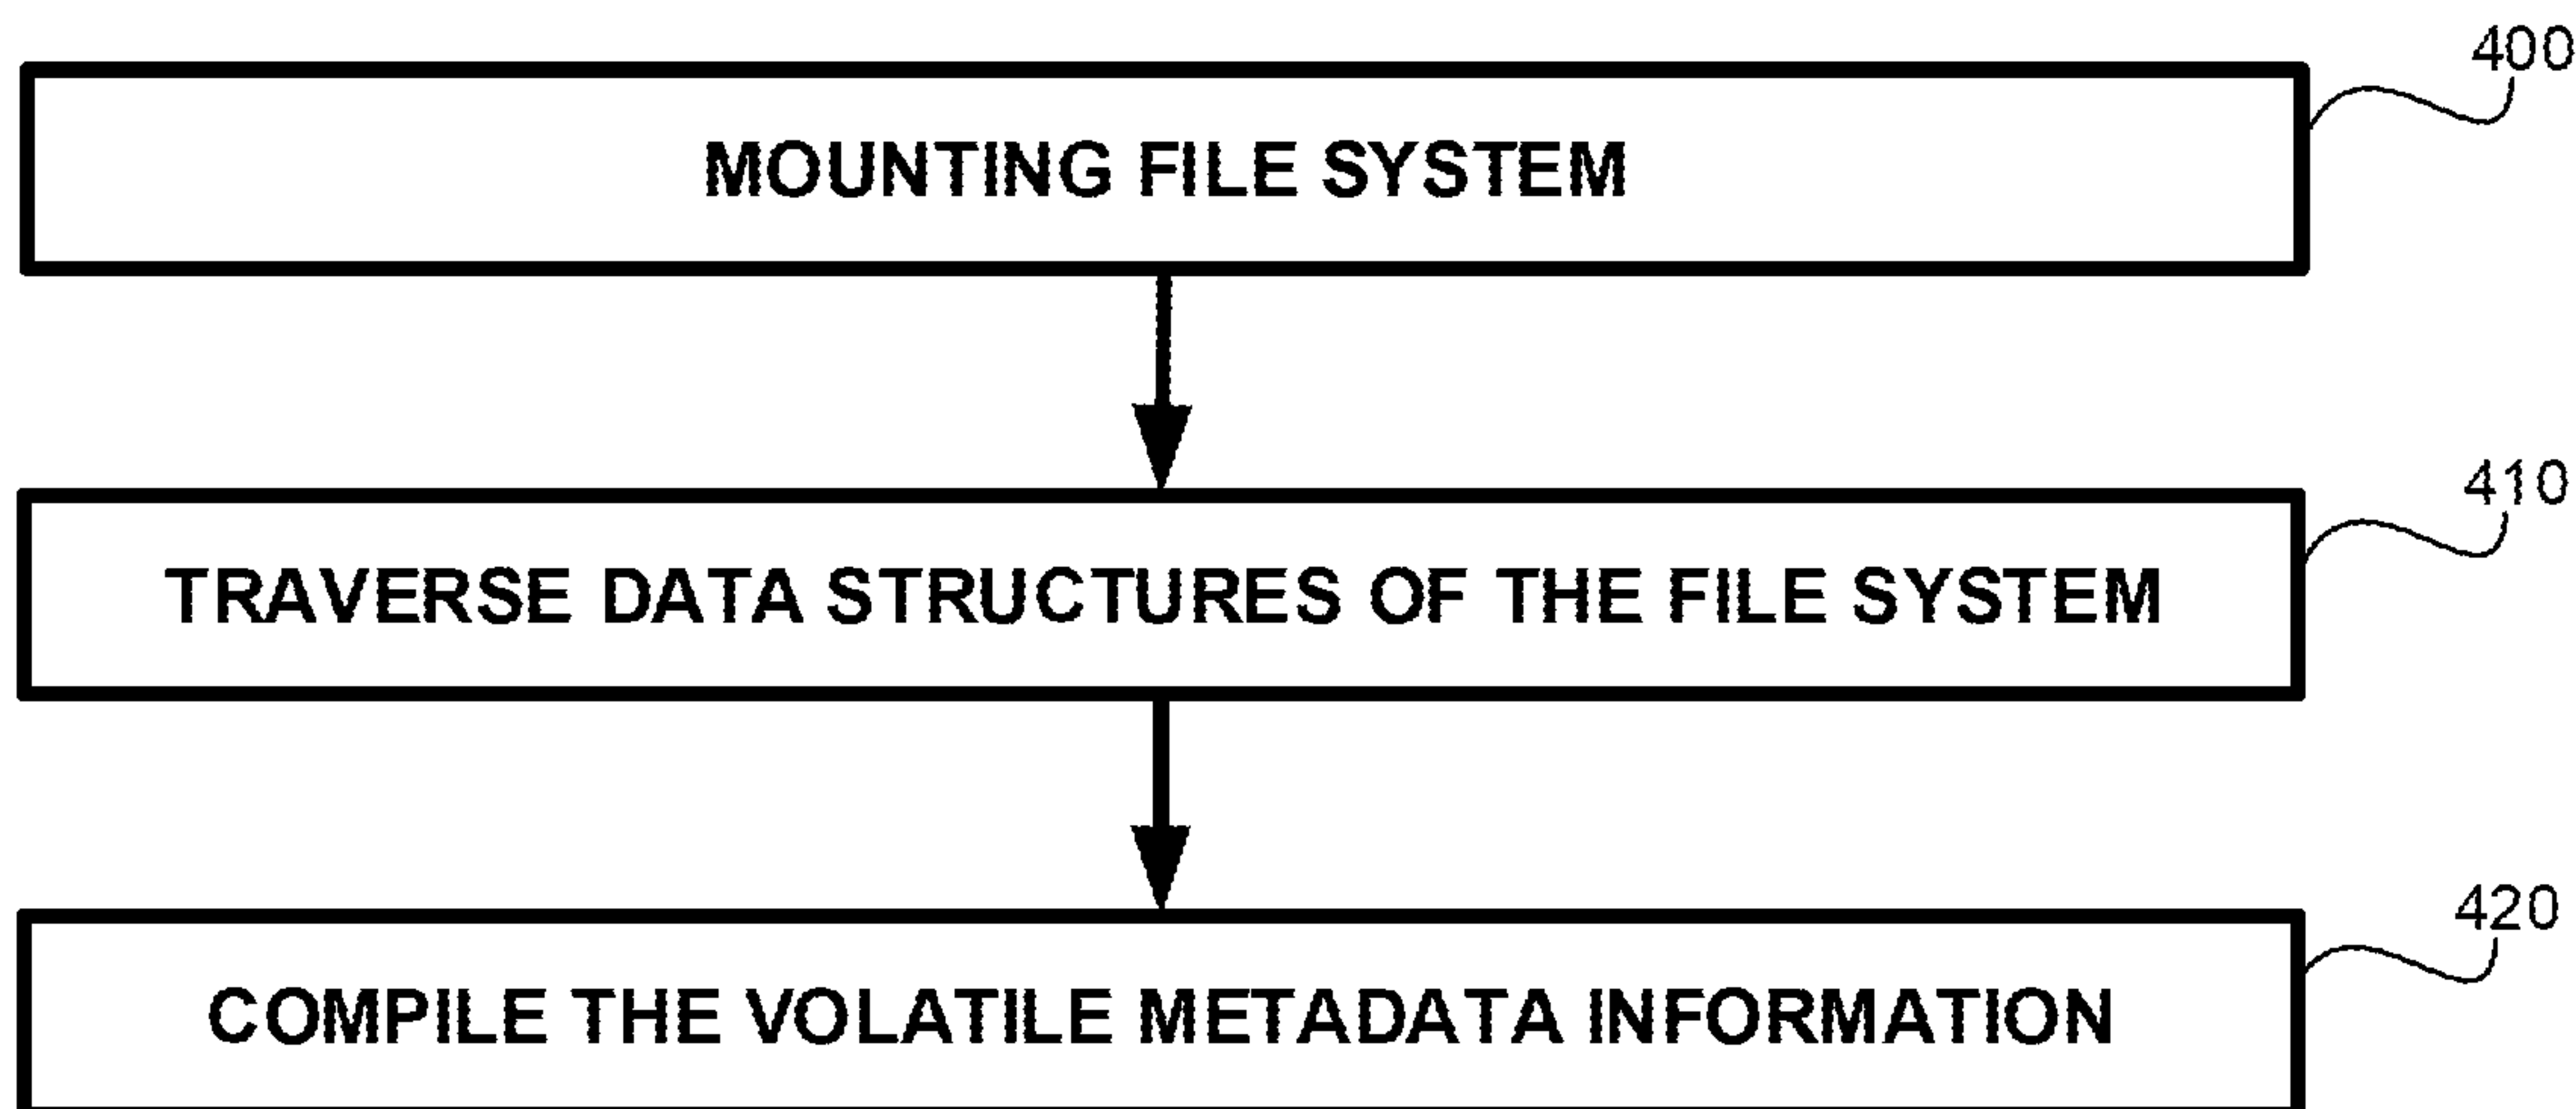 400
MOUNTING FILE SYSTEM
410
TRAVERSE DATA STRUCTURES OF THE FILE SYSTEM
420
COMPILE THE VOLATILE METADATA INFORMATION